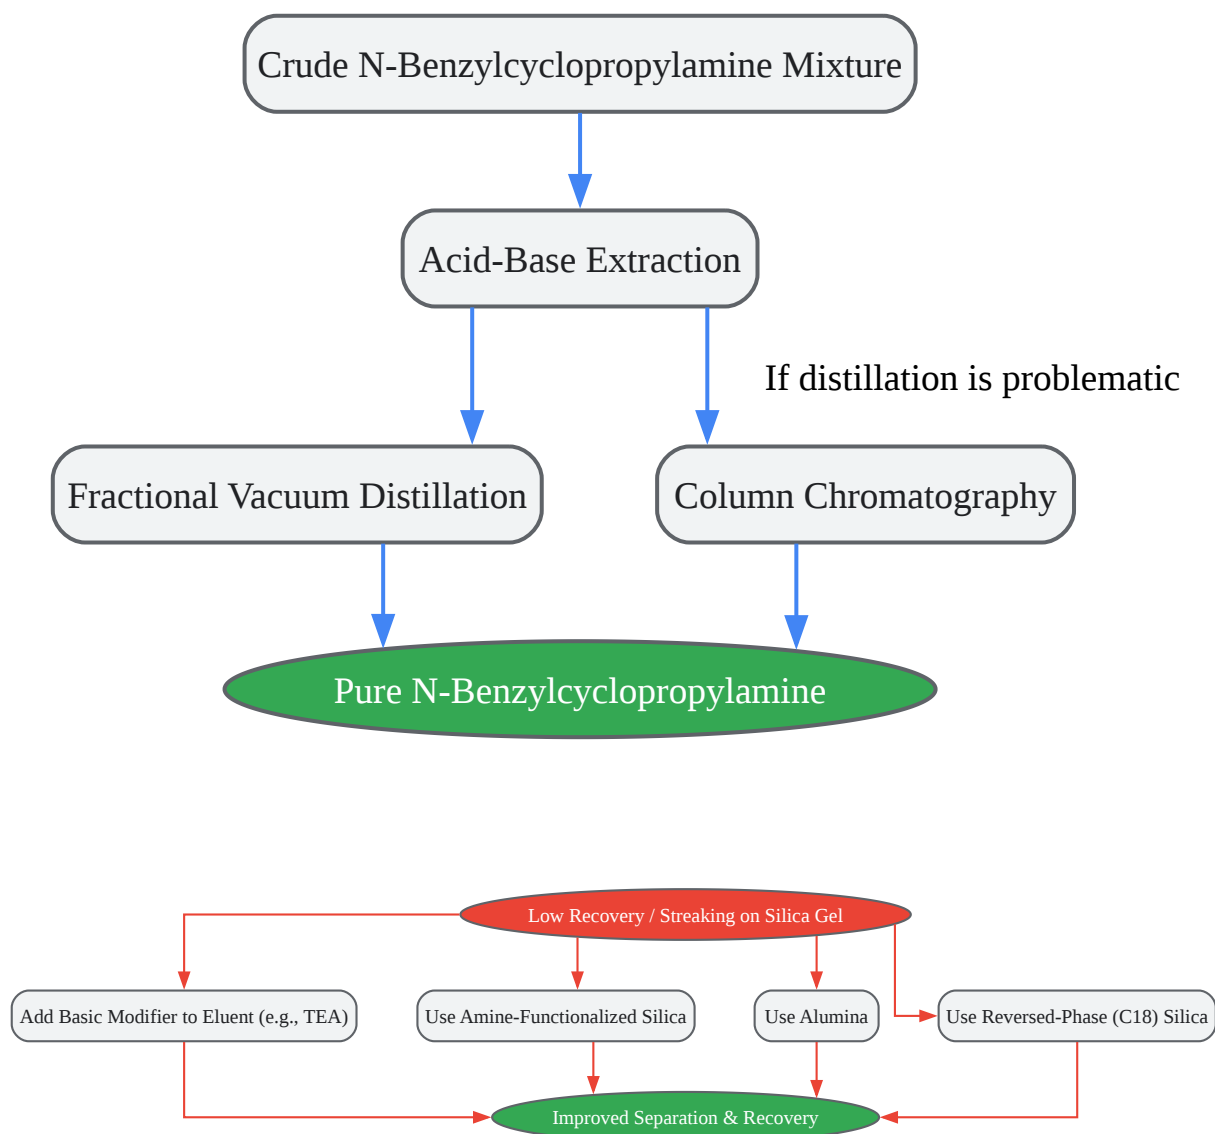 Crude N-Benzylcyclopropylamine Mixture
Acid-Base Extraction
If distillation is problematic
Fractional Vacuum Distillation
Column Chromatography
Pure N-Benzylcyclopropylamine
Low Recovery / Streaking on Silica Gel
Add Basic Modifier to Eluent (e.g., TEA)
Use Amine-Functionalized Silica
Use Alumina
Use Reversed-Phase (C18) Silica
Improved Separation & Recovery